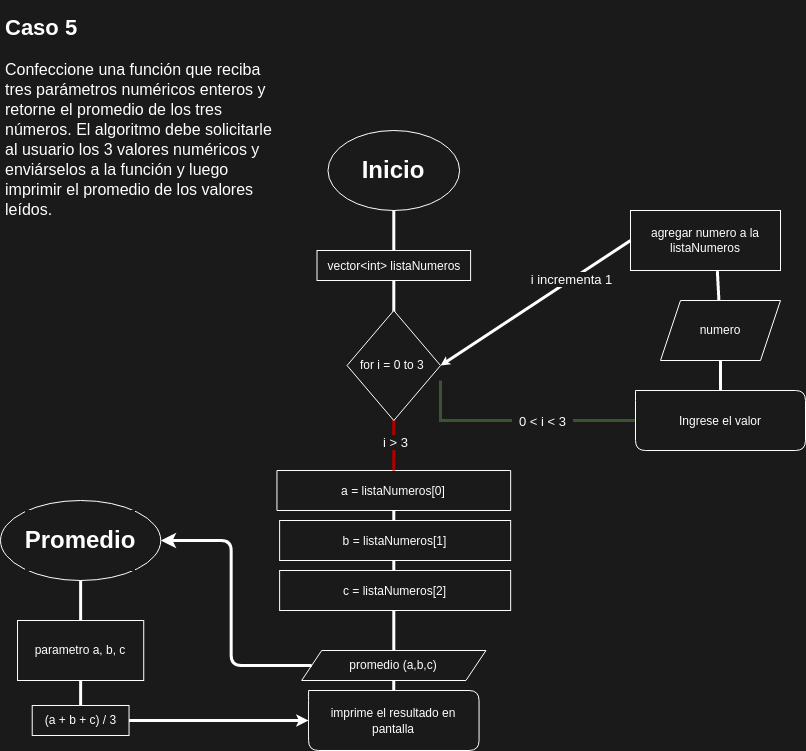 Caso 5
Confeccione una función que reciba
tres parámetros numéricos enteros y
retorne el promedio de los tres
números. El algoritmo debe solicitarle
al usuario los 3 valores numéricos y
enviárselos a la función y luego
imprimir el promedio de los valores
leídos.
Inicio
vector<int> listaNumeros
for i = 0 to 3
i incrementa 1
agregar numero a la
listaNumeros
numero
Ingrese el valor
0 < i < 3
i > 3
a = listaNumeros[0]
b = listaNumeros[1]
c = listaNumeros[2]
promedio (a,b,c)
imprime el resultado en
pantalla
Promedio
parametro a, b, c
(a + b + c) / 3